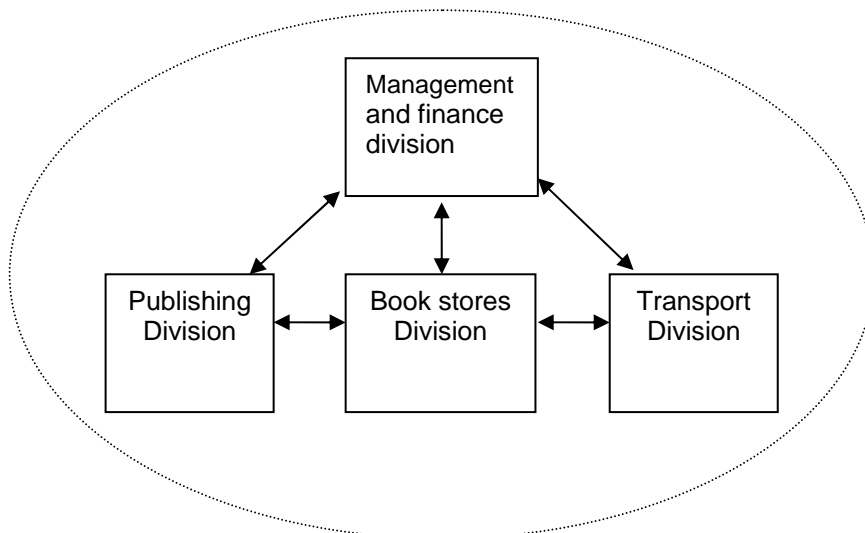 Management
and finance
division
Publishing
Division
Book stores
Division
Transport
Division